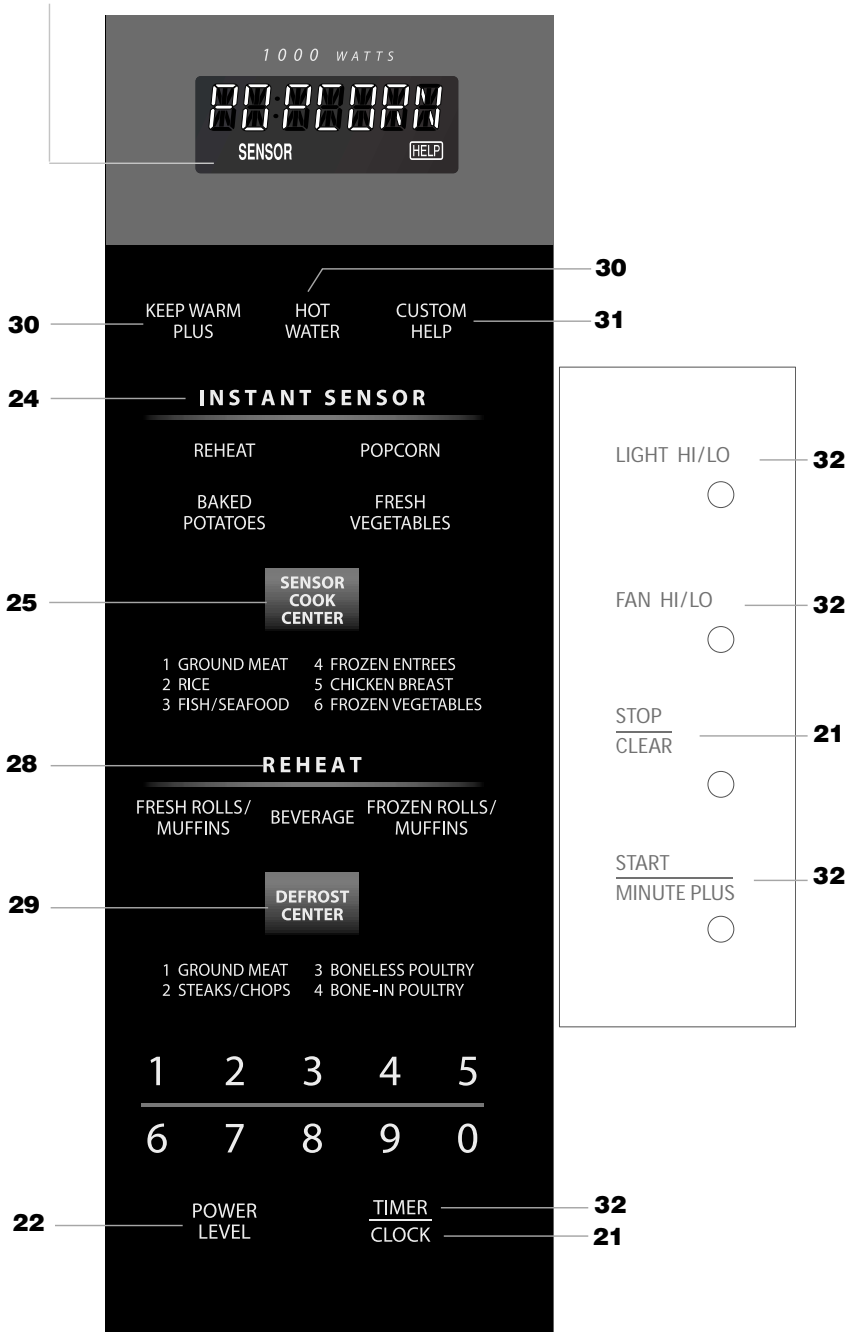 1000 WATTS
POPCORN
SENSOR HELP
30
30 KEEP WARM PLUS
HOT WATER
CUSTOM HELP 31
24 INSTANT SENSOR
REHEAT POPCORN
BAKED POTATOES
FRESH VEGETABLES
25 SENSOR COOK CENTER
1 GROUND MEAT 4 FROZEN ENTREES
2 RICE 5 CHICKEN BREAST
3 FISH/SEAFOOD 6 FROZEN VEGETABLES
28 REHEAT
FRESH ROLLS/ MUFFINS
BEVERAGE
FROZEN ROLLS/ MUFFINS
29 DEFROST CENTER
1 GROUND MEAT 3 BONELESS POULTRY
2 STEAKS/CHOPS 4 BONE-IN POULTRY
1 2 3 4 5
6 7 8 9 0
22 POWER LEVEL
TIMER 32
CLOCK 21
LIGHT HI/LO 32
FAN HI/LO 32
STOP
CLEAR 21
START
MINUTE PLUS 32